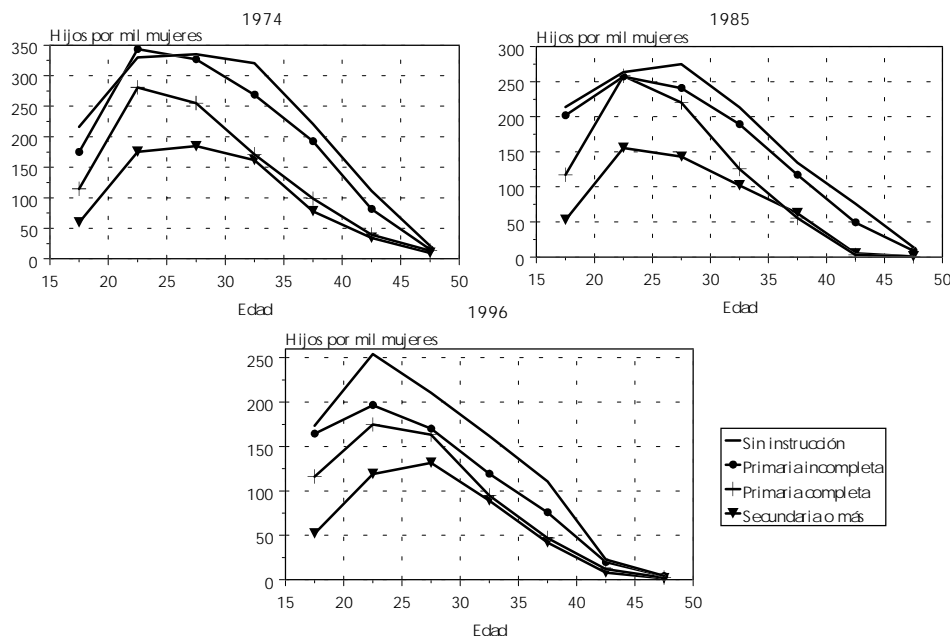 1974
Hijos por mil mujeres
350
300
250
200
150
100
50
0
15 20 25 30 35 40 45 50
Edad
1985
Hijos por mil mujeres
300
250
200
150
100
50
0
15 20 25 30 35 40 45 50
Edad
1996
Hijos por mil mujeres
250
200
150
100
50
0
15 20 25 30 35 40 45 50
Edad
Sin instrucción
Primaria incompleta
Primaria completa
Secundaria o más